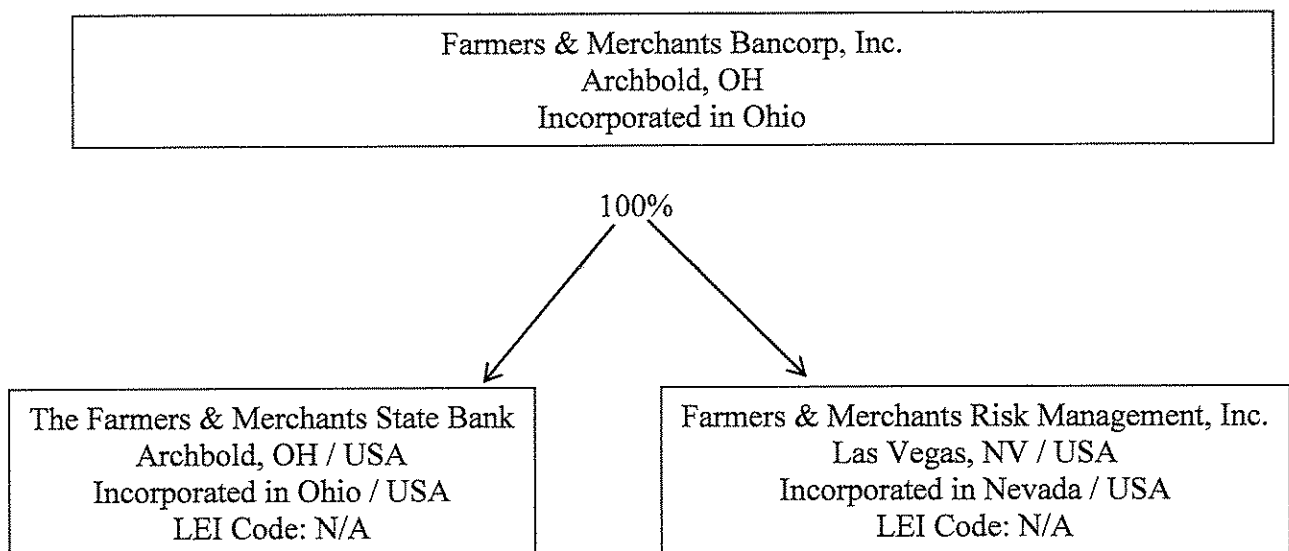 Farmers & Merchants Bancorp, Inc.
Archbold, OH
Incorporated in Ohio
100%
The Farmers & Merchants State Bank
Archbold, OH / USA
Incorporated in Ohio / USA
LEI Code: N/A
Farmers & Merchants Risk Management, Inc.
Las Vegas, NV / USA
Incorporated in Nevada / USA
LEI Code: N/A